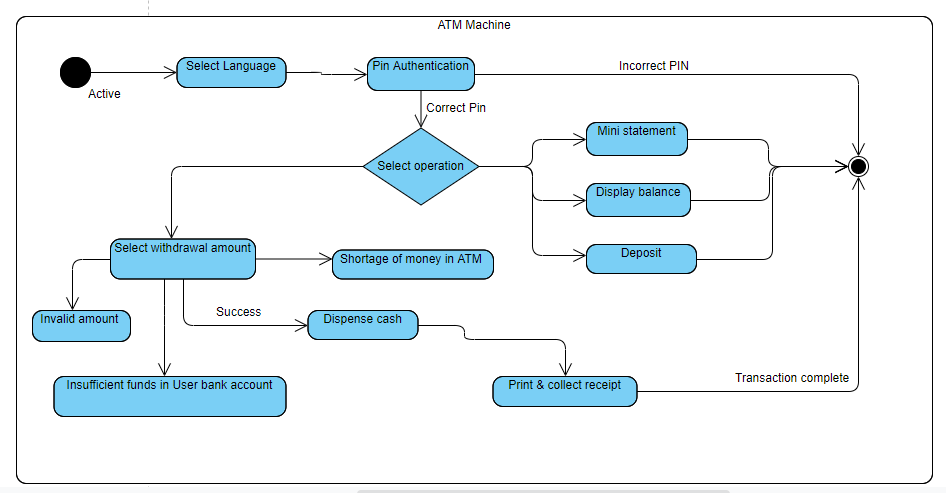 ATM Machine
Active
Select Language
Pin Authentication
Incorrect PIN
Correct Pin
Select operation
Mini statement
Display balance
Deposit
Select withdrawal amount
Shortage of money in ATM
Invalid amount
Success
Dispense cash
Insufficient funds in User bank account
Print & collect receipt
Transaction complete